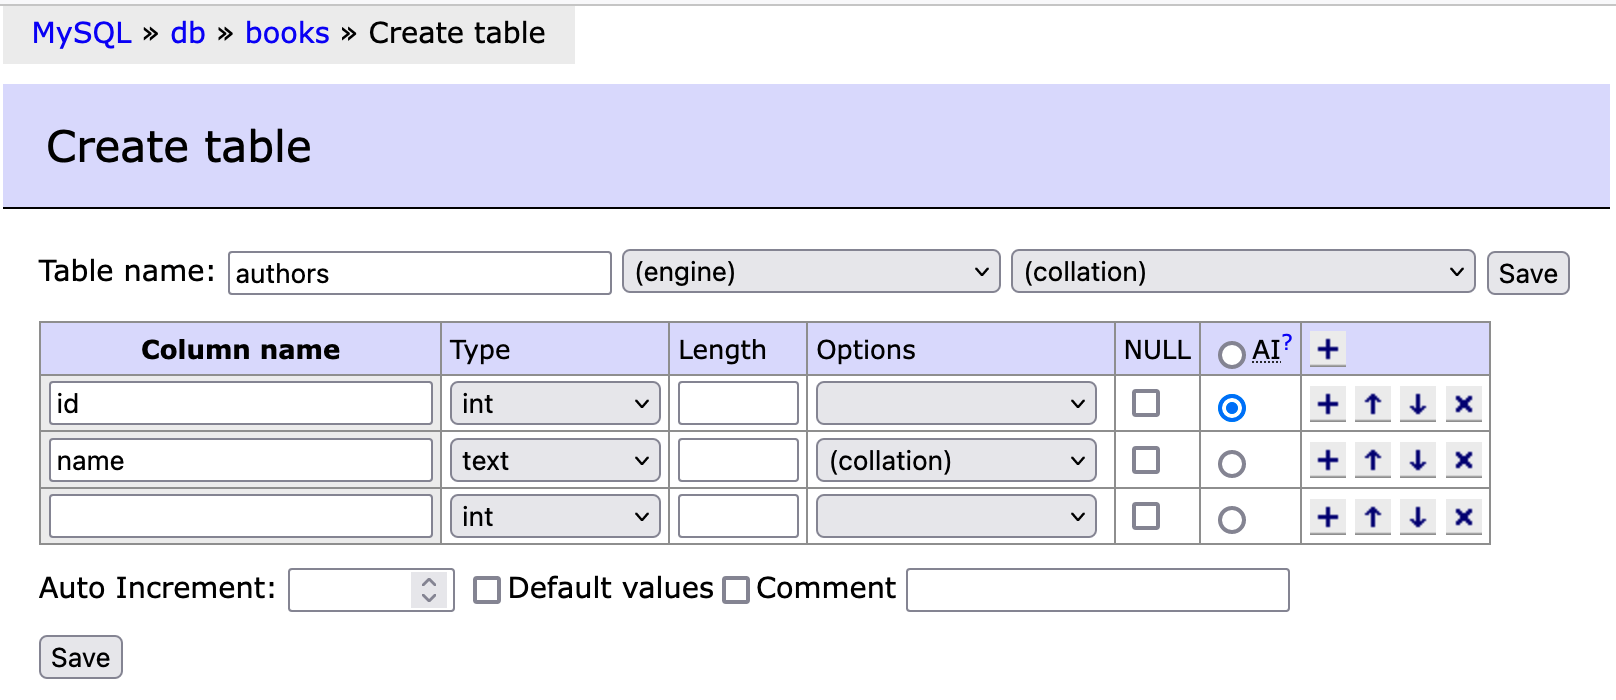 MySQL » db » books » Create table
Create table
Table name: authors (engine) (collation) Save
Column name Type Length Options NULL AI?
id int
name text (collation)
int
Auto Increment: Default values Comment
Save